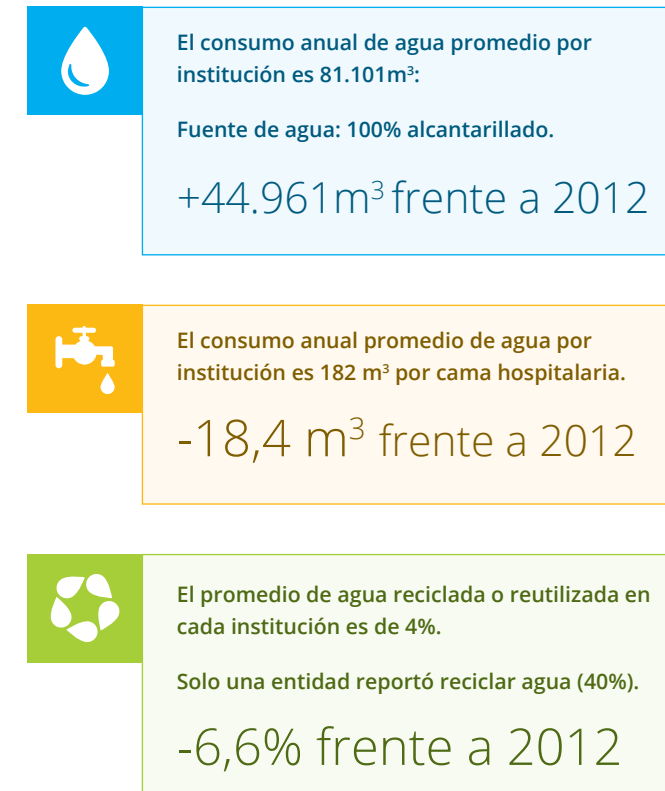 El consumo anual de agua promedio por
institución es 81.101m³:
Fuente de agua: 100% alcantarillado.
+44.961m³ frente a 2012
El consumo anual promedio de agua por
institución es 182 m³ por cama hospitalaria.
-18,4 m³ frente a 2012
El promedio de agua reciclada o reutilizada en
cada institución es de 4%.
Solo una entidad reportó reciclar agua (40%).
-6,6% frente a 2012